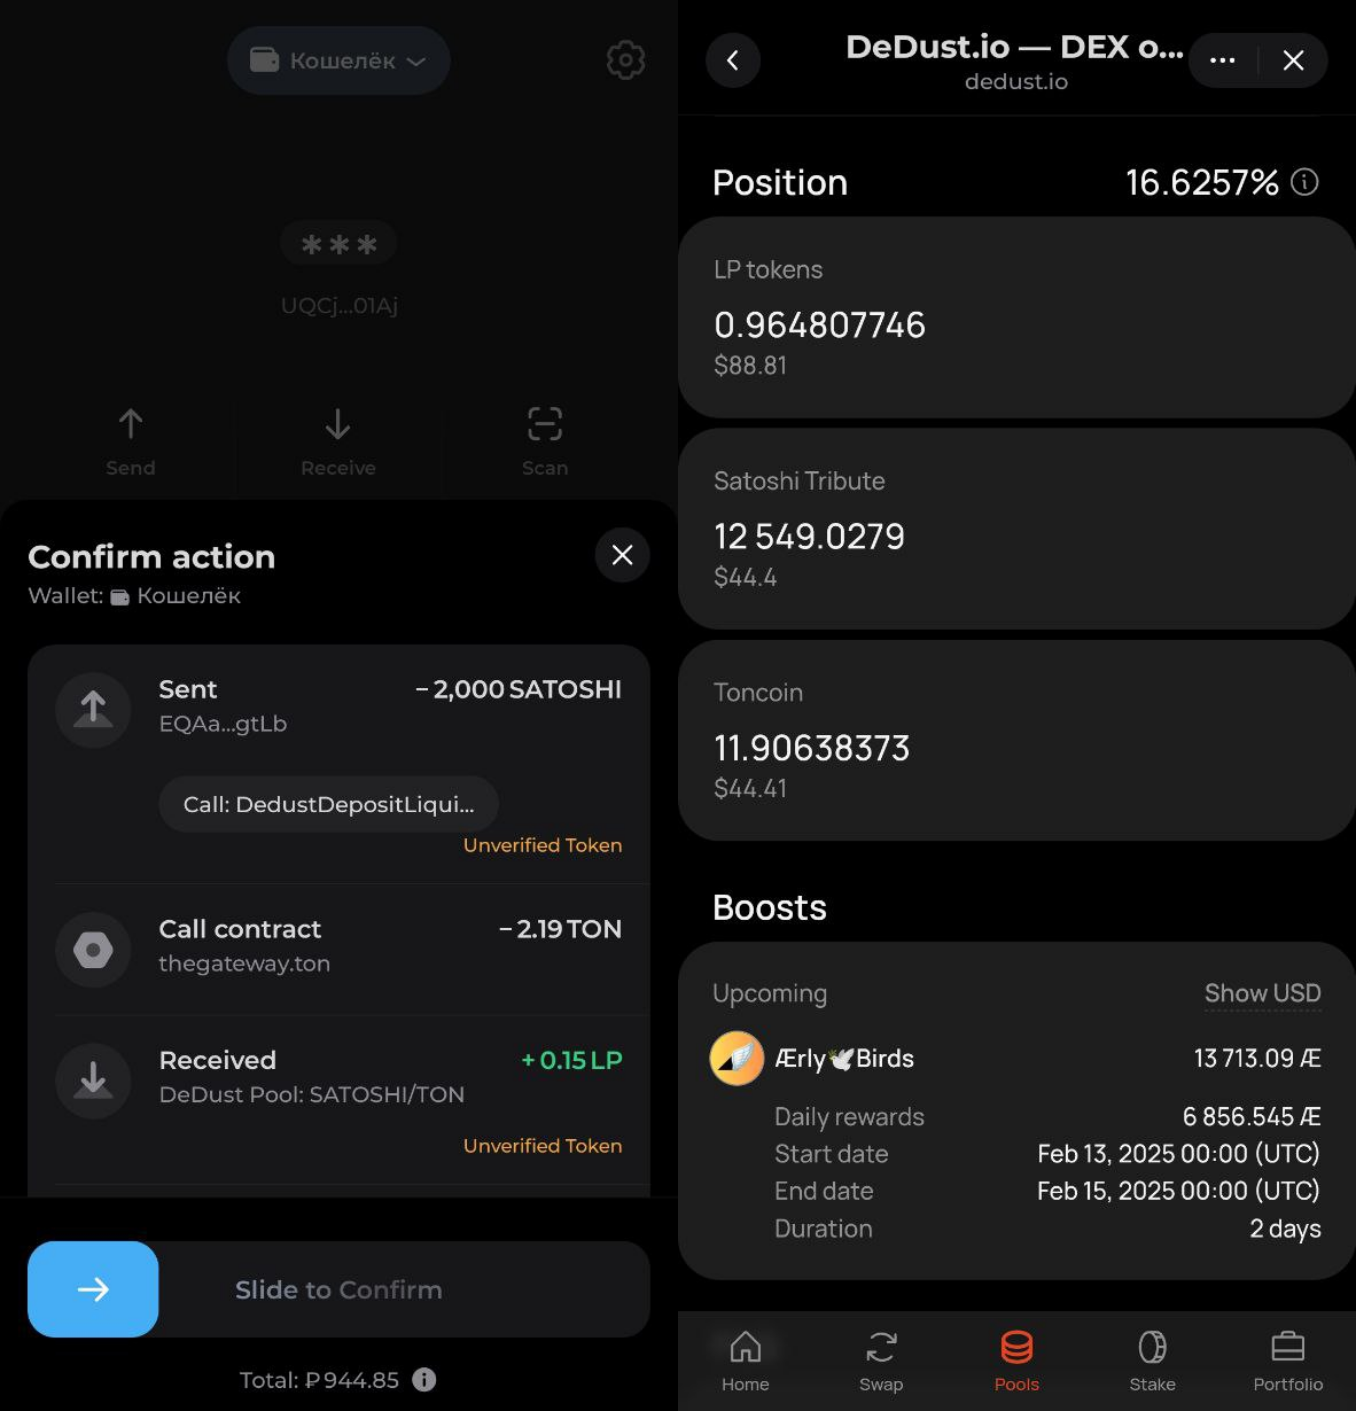 Кошелёк
***
UQCj...01Aj
Send
Receive
Scan
Confirm action
Wallet: Кошелёк
Sent
− 2,000 SATOSHI
EQAa...gtLb
Call: DedustDepositLiqui...
Unverified Token
Call contract
− 2.19 TON
thegateway.ton
Received
+ 0.15 LP
DeDust Pool: SATOSHI/TON
Unverified Token
Slide to Confirm
Total: ₽ 944.85
DeDust.io — DEX o...
dedust.io
Position
16.6257%
LP tokens
0.964807746
$88.81
Satoshi Tribute
12 549.0279
$44.4
Toncoin
11.90638373
$44.41
Boosts
Upcoming
Show USD
Ærly🕊Birds
13 713.09 Æ
Daily rewards
6 856.545 Æ
Start date
Feb 13, 2025 00:00 (UTC)
End date
Feb 15, 2025 00:00 (UTC)
Duration
2 days
Home
Swap
Pools
Stake
Portfolio